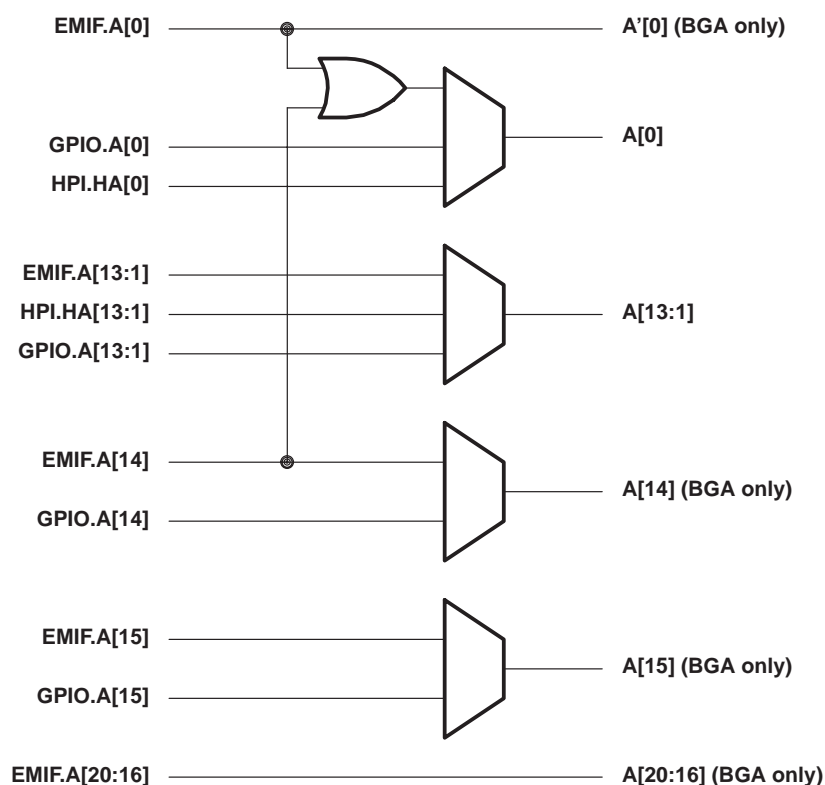 EMIF.A[0]
A’[0] (BGA only)
GPIO.A[0]
A[0]
HPI.HA[0]
EMIF.A[13:1]
HPI.HA[13:1]
A[13:1]
GPIO.A[13:1]
EMIF.A[14]
A[14] (BGA only)
GPIO.A[14]
EMIF.A[15]
A[15] (BGA only)
GPIO.A[15]
EMIF.A[20:16]
A[20:16] (BGA only)